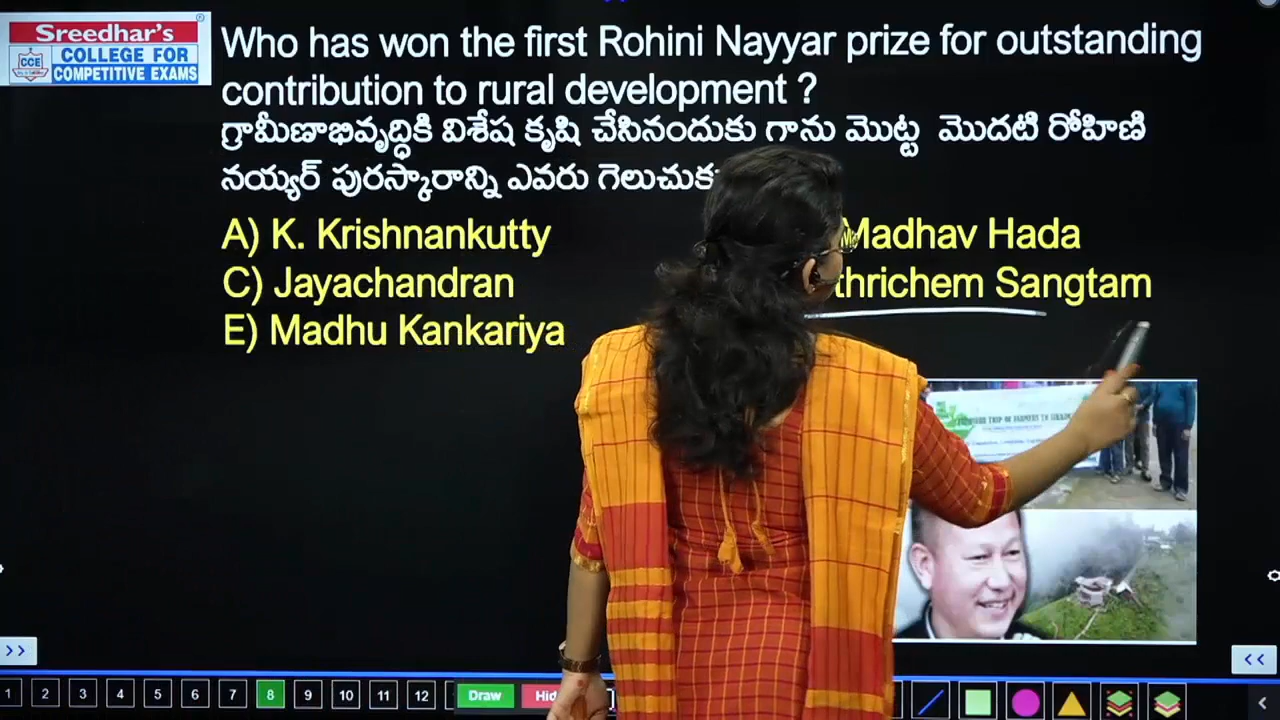 Sreedhar's
CCE
COLLEGE FOR
COMPETITIVE EXAMS
Who has won the first Rohini Nayyar prize for outstanding
contribution to rural development ?
గ్రామీణాభివృద్ధికి విశేష కృషి చేసినందుకు గాను మొట్ట మొదటి రోహిణి
నయ్యర్ పురస్కారాన్ని ఎవరు
A) K. Krishnankutty Madhav Hada
C) Jayachandran Sangtam
E) Madhu Kankariya
>> <<
1 2 3 4 5 6 7 8 9 10 11 12 Draw